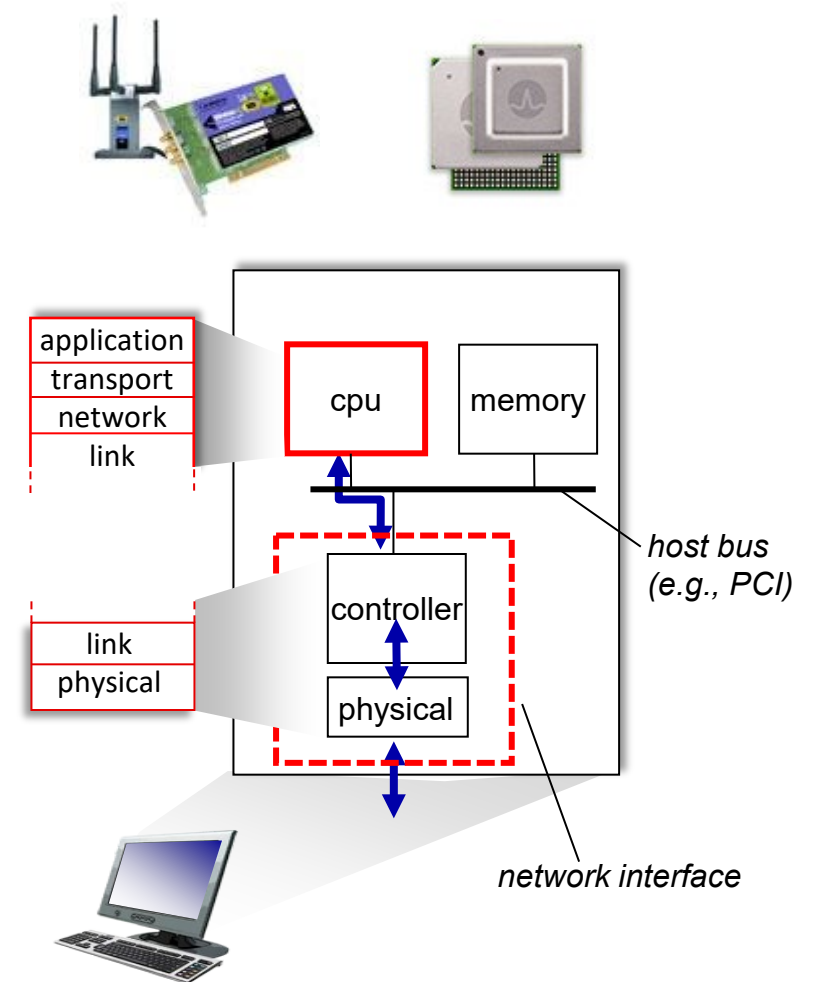 application
transport
network
link
cpu
memory
host bus
(e.g., PCI)
controller
link
physical
physical
network interface